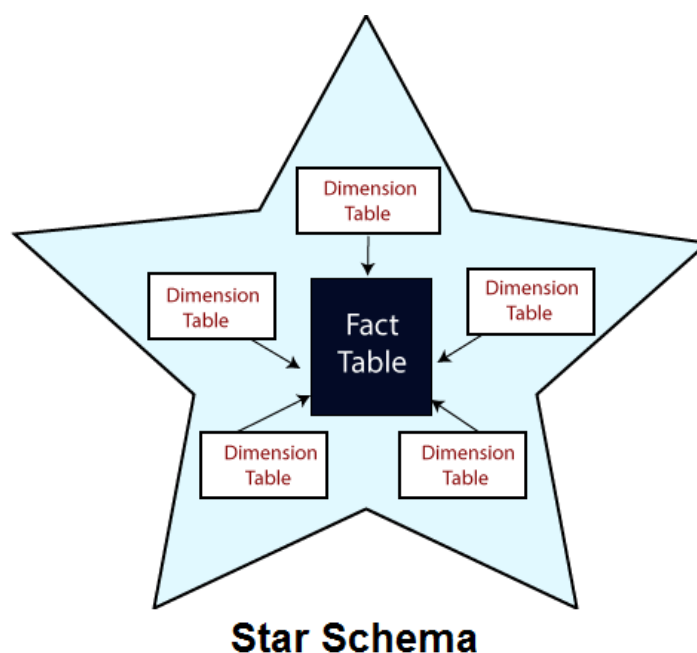 Dimension
Table
Dimension
Table
Fact
Table
Dimension
Table
Dimension
Table
Dimension
Table
Star Schema